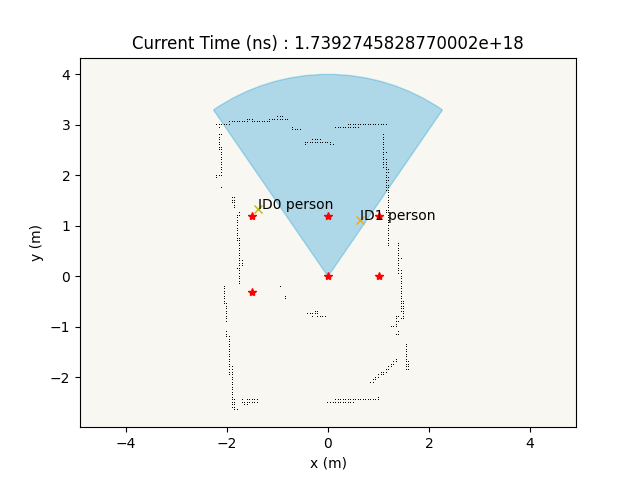 Current Time (ns) : 1.7392745828770002e+18
4
3
2
1
0
−1
−2
y (m)
ID0 person
ID1 person
−4
−2
0
2
4
x (m)